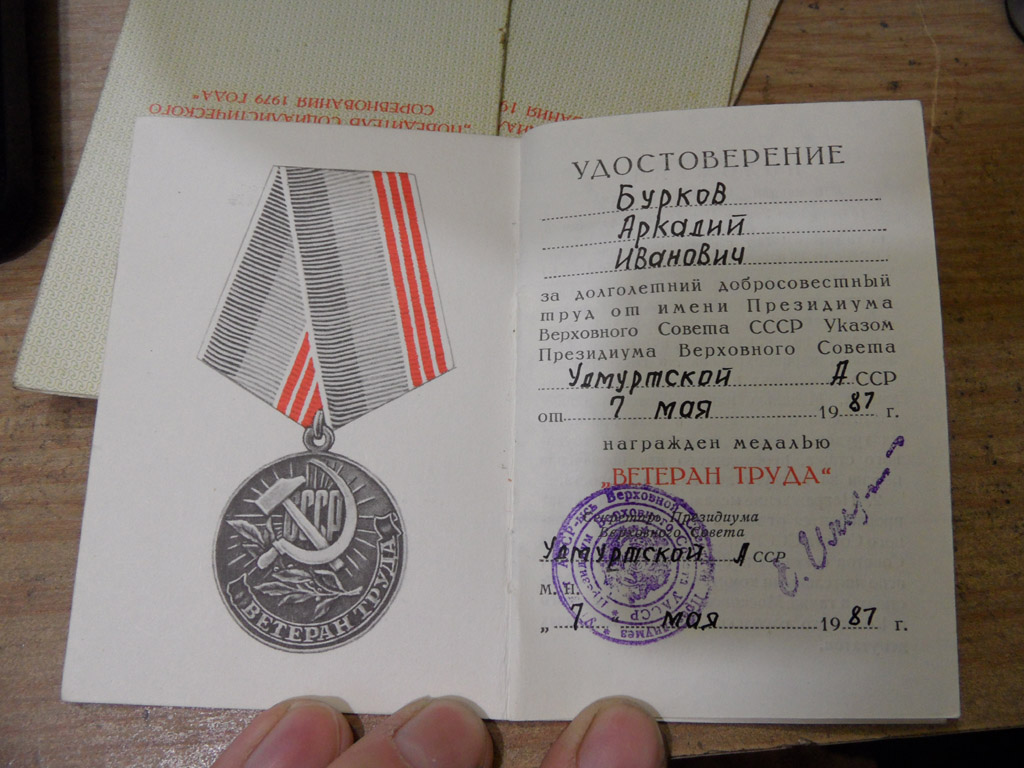 „ПОБЕДИТЕЛЬ СОЦИАЛИСТИЧЕСКОГО
СОРЕВНОВАНИЯ 1979 ГОДА“
СССР
ВЕТЕРАН ТРУДА
УДОСТОВЕРЕНИЕ
Бурков
Аркадий
Иванович
за долголетний добросовестный
труд от имени Президиума
Верховного Совета СССР Указом
Президиума Верховного Совета
Удмуртской А ССР
от 7 мая 1987 г.
награжден медалью
„ВЕТЕРАН ТРУДА“
Секретарь Президиума
Верховного Совета
Удмуртской А ССР
М. П.
„ 7 “ мая 1987 г.